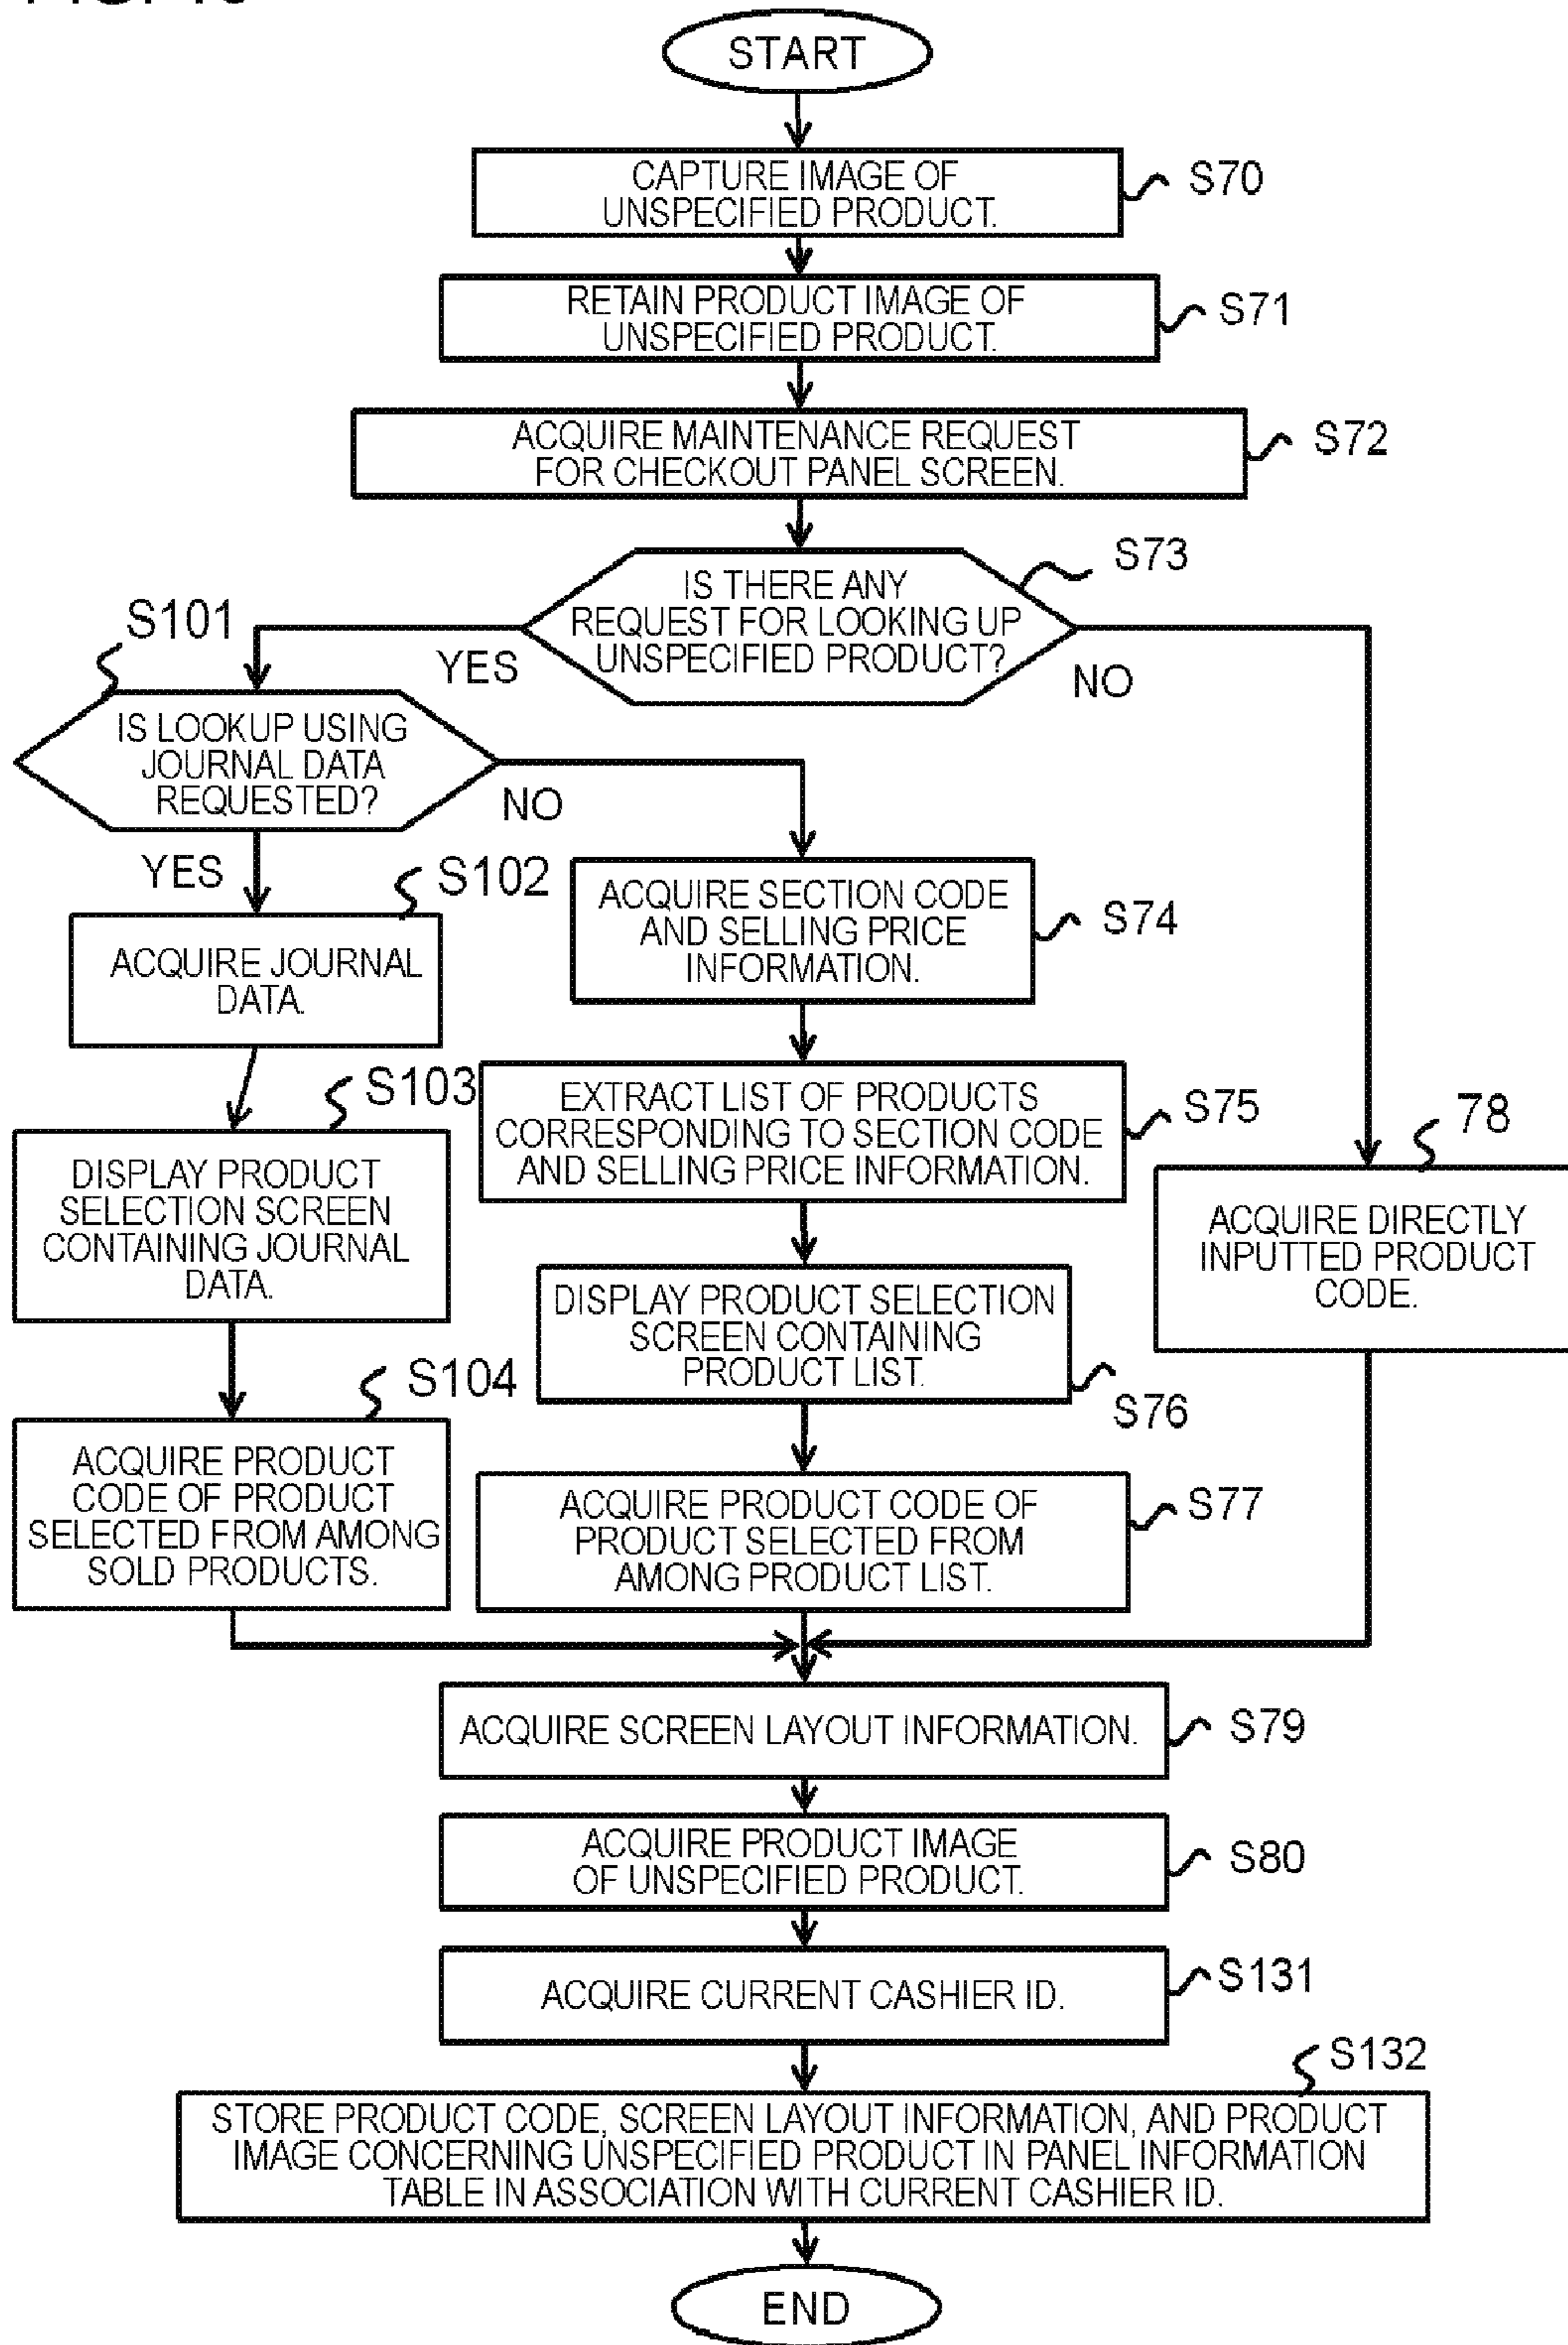 START
CAPTURE IMAGE OF
UNSPECIFIED PRODUCT.
S70
RETAIN PRODUCT IMAGE OF
UNSPECIFIED PRODUCT.
S71
ACQUIRE MAINTENANCE REQUEST
FOR CHECKOUT PANEL SCREEN.
S72
IS THERE ANY
REQUEST FOR LOOKING UP
UNSPECIFIED PRODUCT?
S73
YES
NO
S101
IS LOOKUP USING
JOURNAL DATA
REQUESTED?
NO
YES
S102
ACQUIRE JOURNAL
DATA.
ACQUIRE SECTION CODE
AND SELLING PRICE
INFORMATION.
S74
S103
DISPLAY PRODUCT
SELECTION SCREEN
CONTAINING JOURNAL
DATA.
EXTRACT LIST OF PRODUCTS
CORRESPONDING TO SECTION CODE
AND SELLING PRICE INFORMATION.
S75
78
ACQUIRE DIRECTLY
INPUTTED PRODUCT
CODE.
DISPLAY PRODUCT SELECTION
SCREEN CONTAINING
PRODUCT LIST.
S76
S104
ACQUIRE PRODUCT
CODE OF PRODUCT
SELECTED FROM AMONG
SOLD PRODUCTS.
ACQUIRE PRODUCT CODE OF
PRODUCT SELECTED FROM
AMONG PRODUCT LIST.
S77
ACQUIRE SCREEN LAYOUT INFORMATION.
S79
ACQUIRE PRODUCT IMAGE
OF UNSPECIFIED PRODUCT.
S80
ACQUIRE CURRENT CASHIER ID.
S131
S132
STORE PRODUCT CODE, SCREEN LAYOUT INFORMATION, AND PRODUCT
IMAGE CONCERNING UNSPECIFIED PRODUCT IN PANEL INFORMATION
TABLE IN ASSOCIATION WITH CURRENT CASHIER ID.
END